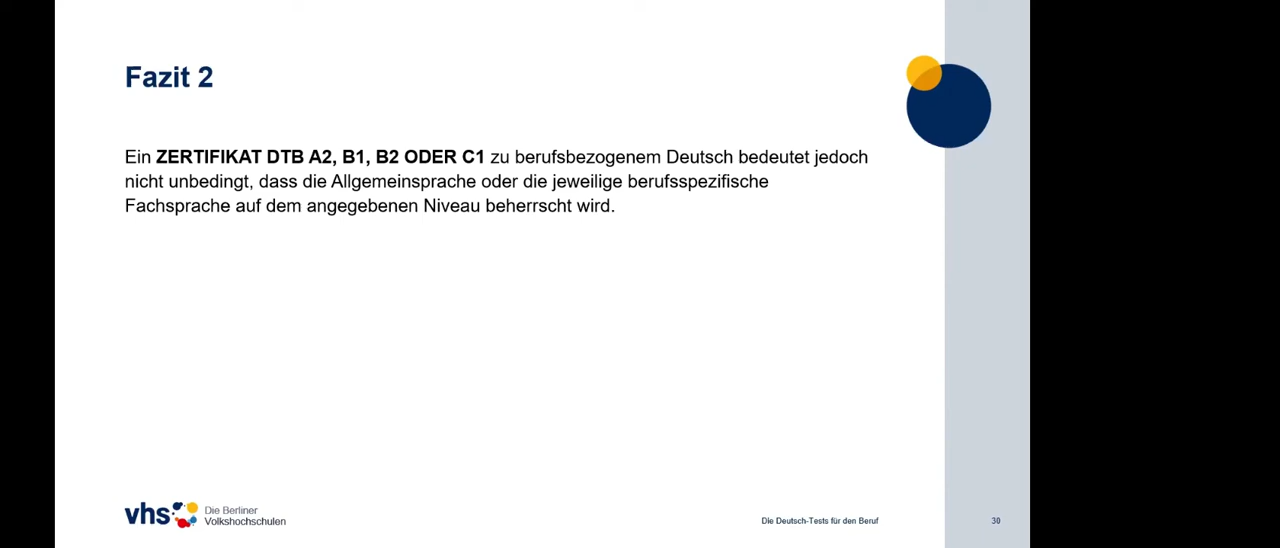 Fazit 2
Ein ZERTIFIKAT DTB A2, B1, B2 ODER C1 zu berufsbezogenem Deutsch bedeutet jedoch
nicht unbedingt, dass die Allgemeinsprache oder die jeweilige berufsspezifische
Fachsprache auf dem angegebenen Niveau beherrscht wird.
vhs
Die Berliner
Volkshochschulen
Die Deutsch-Tests für den Beruf
30